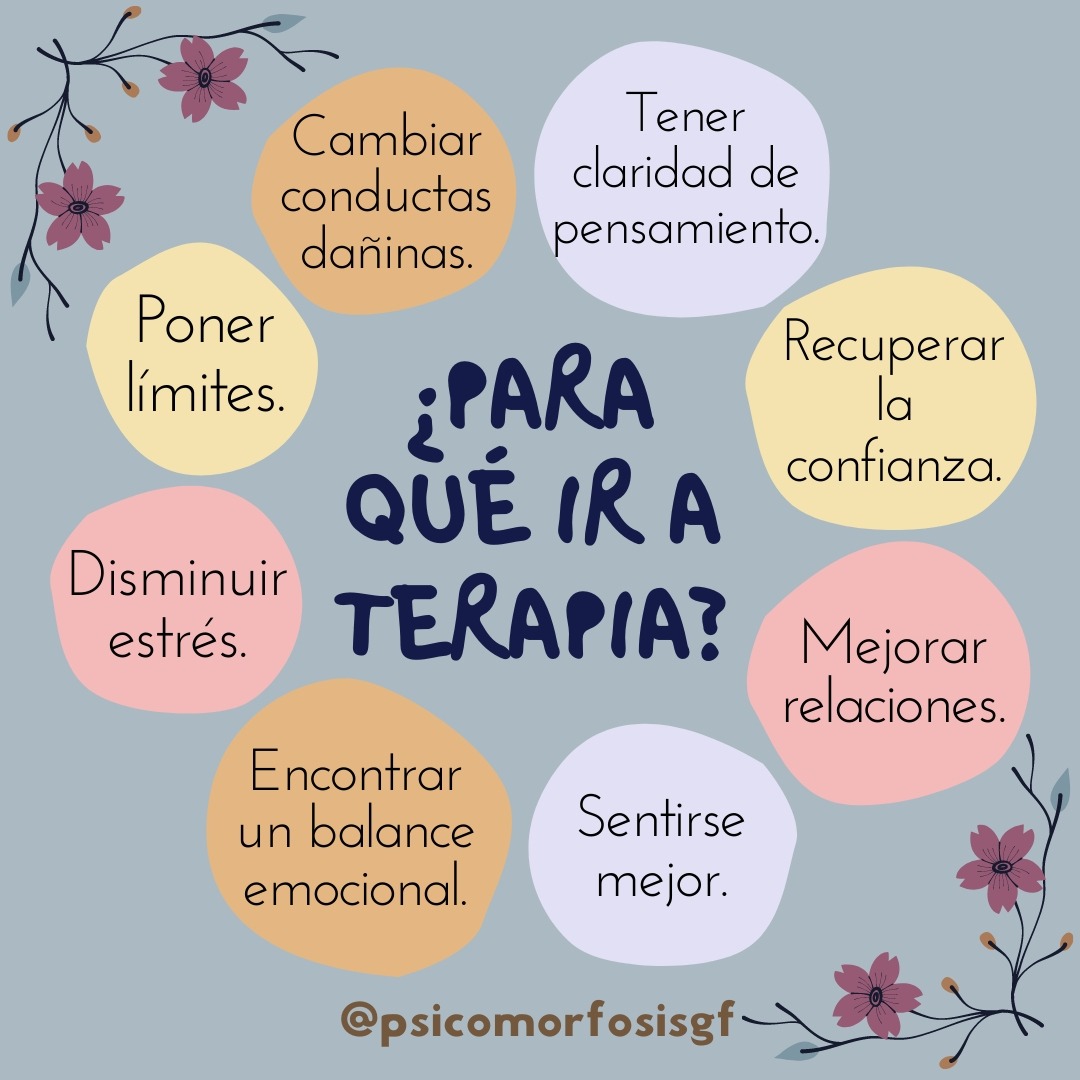 ¿PARA
QUÉ IR A
TERAPIA?
Cambiar
conductas
dañinas.
Tener
claridad de
pensamiento.
Recuperar
la
confianza.
Mejorar
relaciones.
Sentirse
mejor.
Encontrar
un balance
emocional.
Disminuir
estrés.
Poner
límites.
@psicomorfosisgf